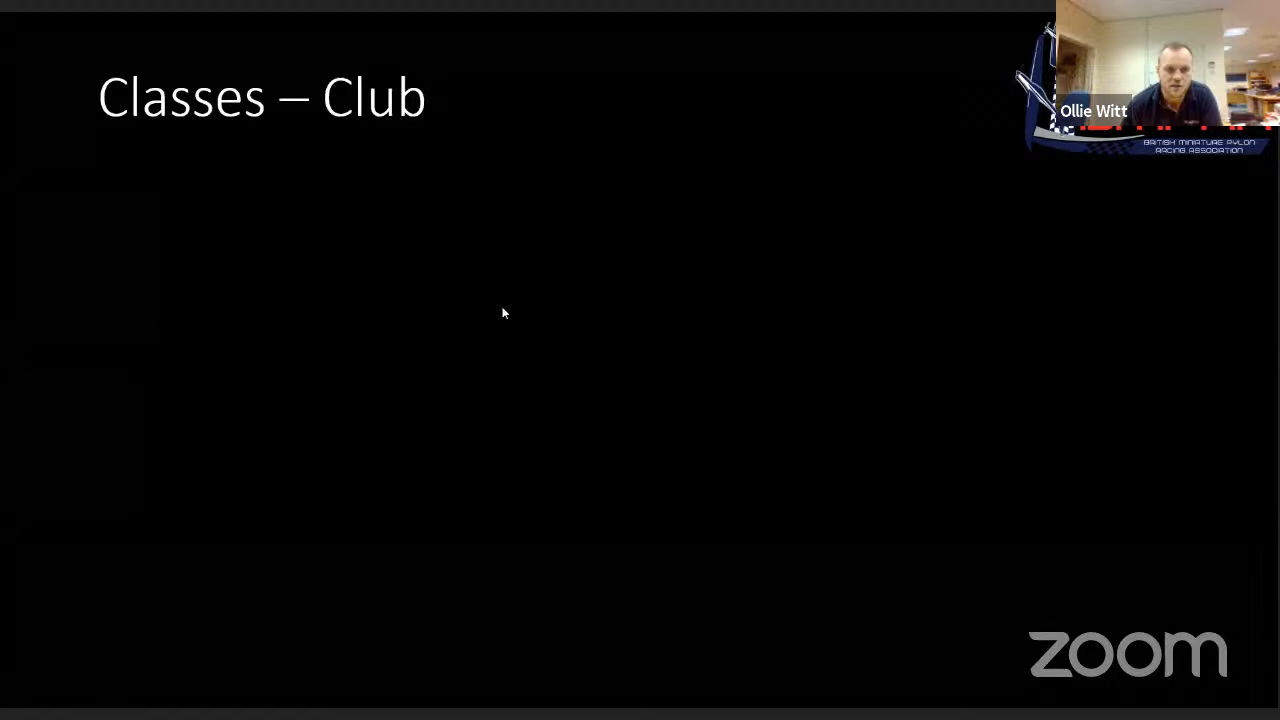 Classes – Club
Ollie Witt
BRITISH MINIATURE PYLON
RACING ASSOCIATION
zoom